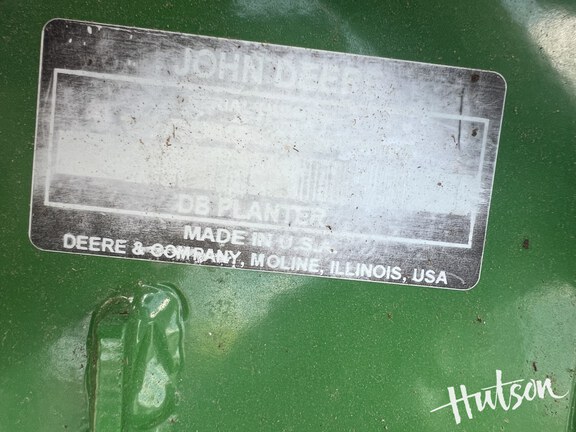 JOHN DEERE
DB PLANTER
MADE IN U.S.A.
DEERE & COMPANY, MOLINE, ILLINOIS, USA
Hutson